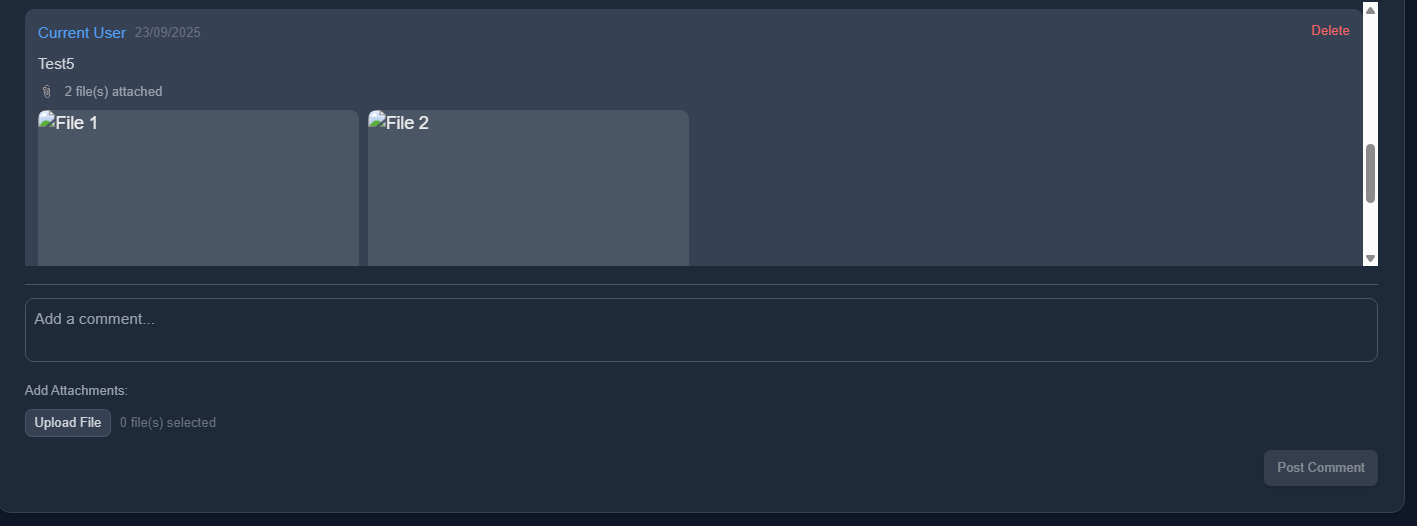 Current User 23/09/2025 Delete
Test5
2 file(s) attached
File 1 File 2
Add a comment...
Add Attachments:
Upload File 0 file(s) selected
Post Comment